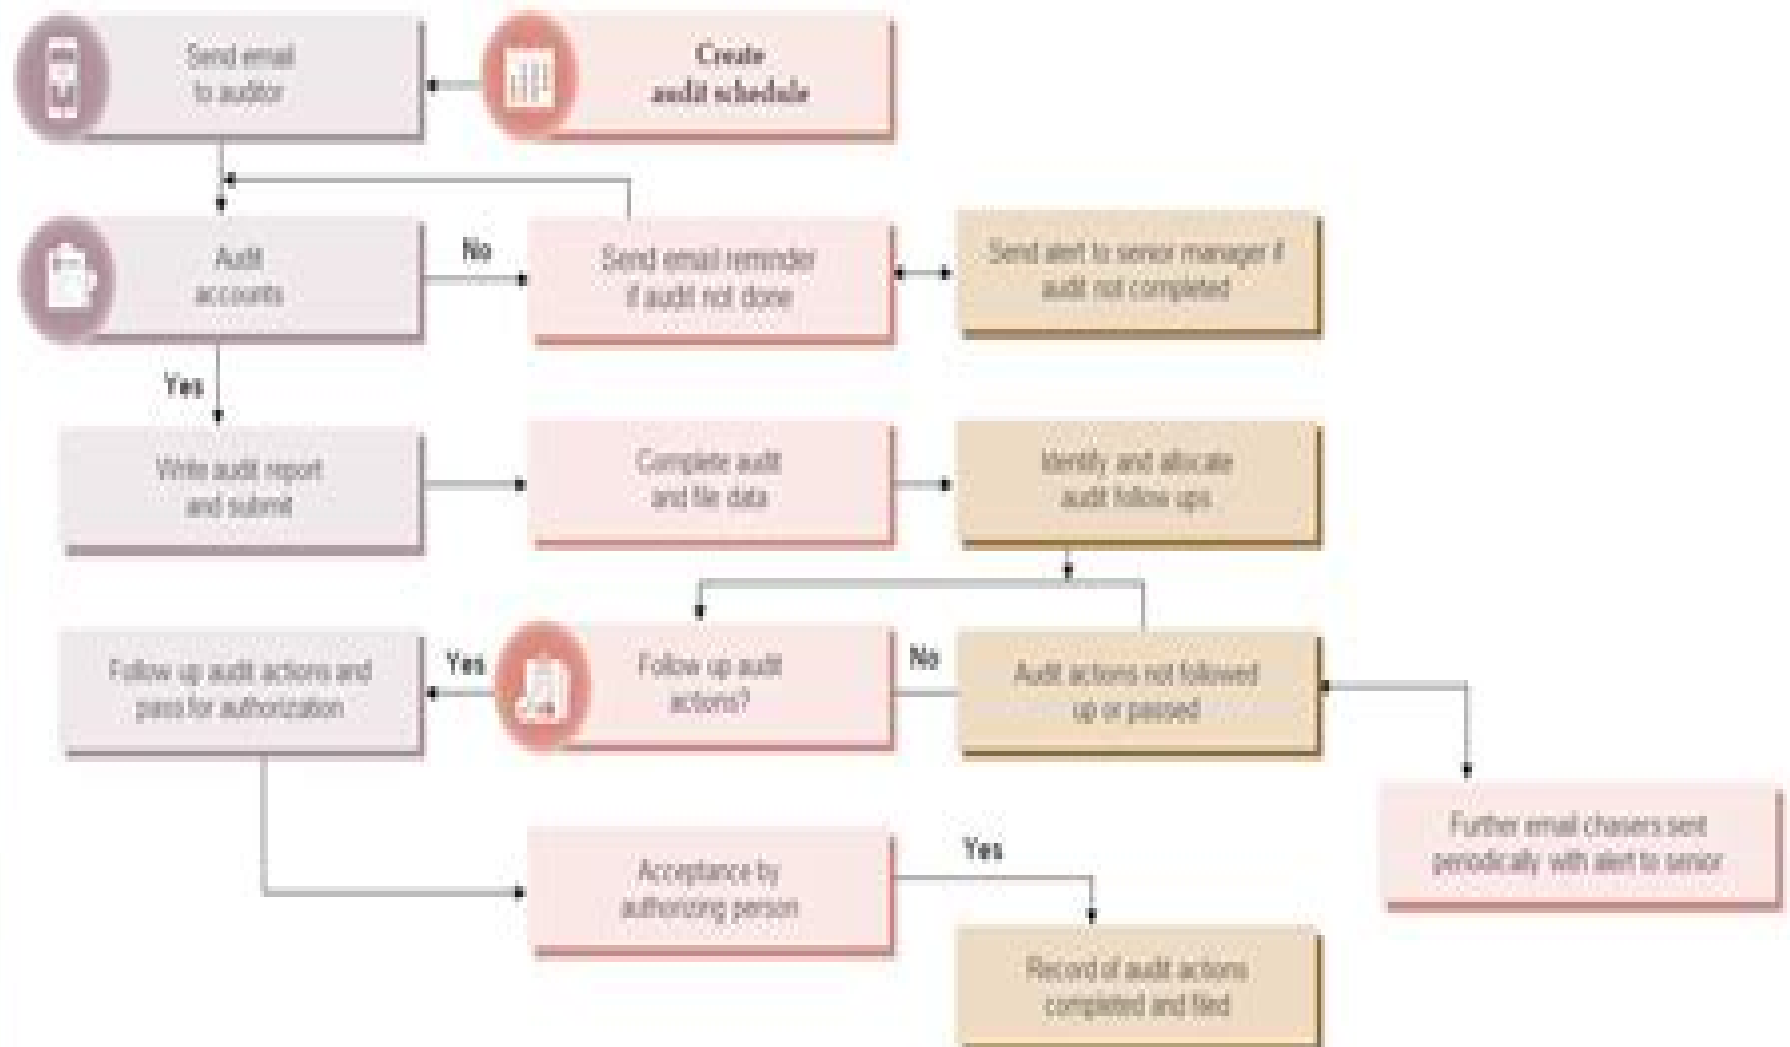 Send email
to auditor
Create
audit schedule
Audit
accounts
No
Send email reminder
if audit not done
Send alert to senior manager if
audit not completed
Yes
Write audit report
and submit
Complete audit
and file data
Identify and allocate
audit follow ups
Follow up audit actions and
pass for authorization
Yes
Follow up audit
actions?
No
Audit actions not followed
up or passed
Further email chasers sent
periodically with alert to senior
Acceptance by
authorizing person
Yes
Record of audit actions
completed and filed